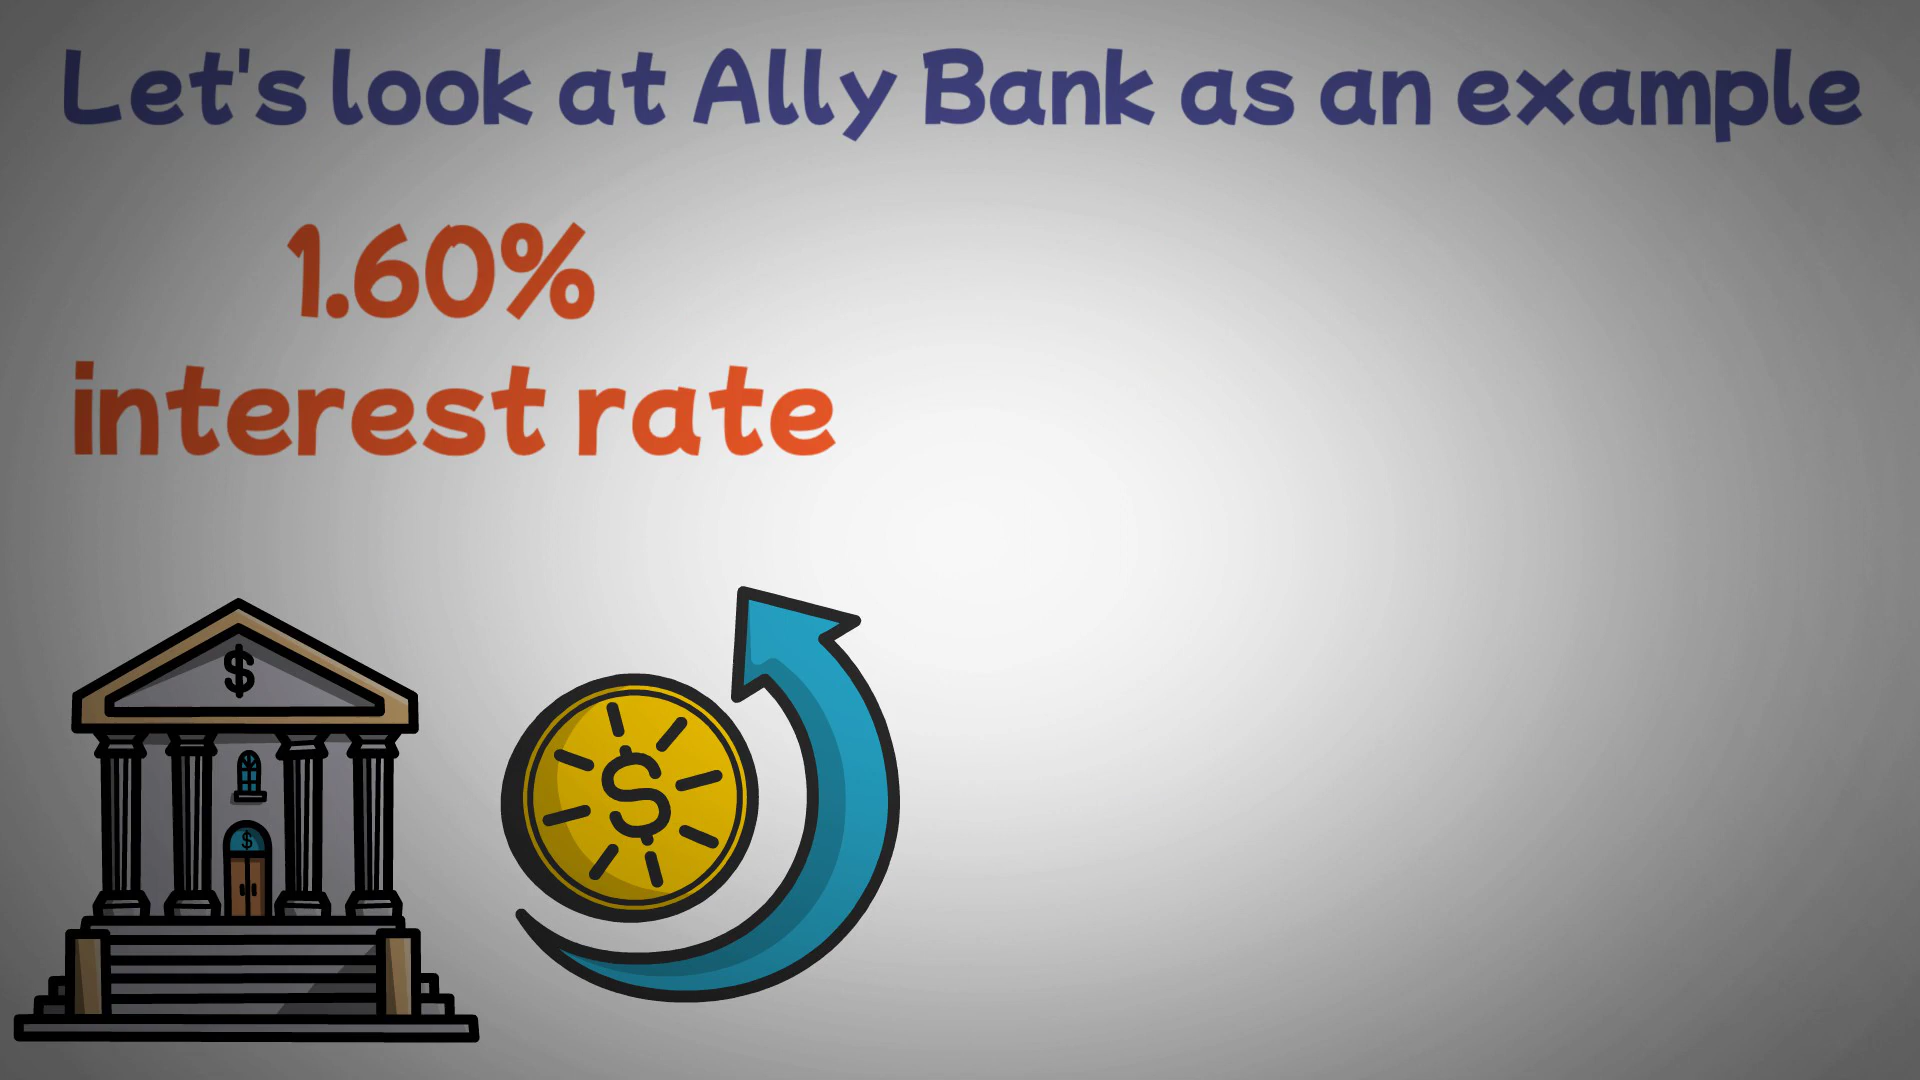 Let's look at Ally Bank as an example
1.60%
interest rate
$
$
$